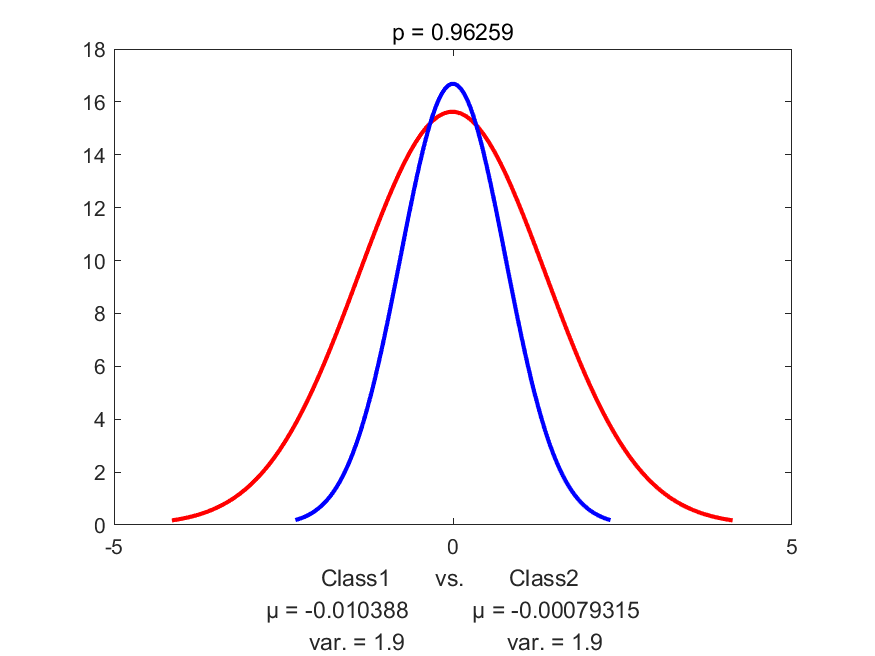 p = 0.96259
18
16
14
12
10
8
6
4
2
0
-5 0 5
Class1 vs. Class2
μ = -0.010388 μ = -0.00079315
var. = 1.9 var. = 1.9